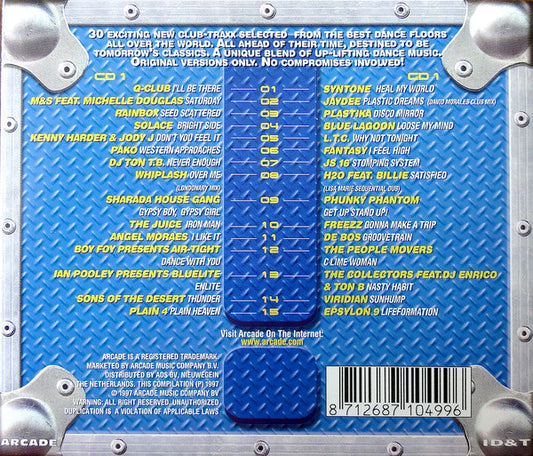 30 EXCITING NEW CLUB-TRAXX SELECTED FROM THE BEST DANCE FLOORS
ALL OVER THE WORLD. ALL AHEAD OF THEIR TIME, DESTINED TO BE
TOMORROW'S CLASSICS. A UNIQUE BLEND OF UP-LIFTING DANCE MUSIC.
ORIGINAL VERSIONS ONLY. NO COMPROMISES INVOLVED!
CD 1
Q-CLUB I'LL BE THERE 01
M&S FEAT. MICHELLE DOUGLAS SATURDAY 02
RAINBOX SEED SCATTERED 03
SOLACE BRIGHT SIDE 04
KENNY HARDER & JODY J DON'T YOU FEEL IT 05
PAKO WESTERN APPROACHES 06
DJ TON T.B. NEVER ENOUGH 07
WHIPLASH OVER ME 08
(LONDONARY MIX)
SHARADA HOUSE GANG 09
GYPSY BOY, GYPSY GIRL
THE JUICE IRON MAN 10
ANGEL MORAES I LIKE IT 11
BOY FOY PRESENTS AIR-TIGHT 12
DANCE WITH YOU
IAN POOLEY PRESENTS BLUELITE 13
ENLITE
SONS OF THE DESERT THUNDER 14
PLAIN 4 PLAIN HEAVEN 15
CD 1
SYNTONE HEAL MY WORLD
JAYDEE PLASTIC DREAMS (DAVID MORALES CLUB MIX)
PLASTIKA DISCO MIRROR
BLUE LAGOON LOOSE MY MIND
L.T.C. WHY NOT TONIGHT
FANTASY I FEEL HIGH
JS 16 STOMPING SYSTEM
H2O FEAT. BILLIE SATISFIED
(LISA MARIE SEQUENTIAL DUB)
PHUNKY PHANTOM
GET UP STAND UP!
FREEZZ GONNA MAKE A TRIP
DE BOS GROOVETRAIN
THE PEOPLE MOVERS
C LIME WOMAN
THE COLLECTORS FEAT.DJ ENRICO
& TON B NASTY HABIT
VIRIDIAN SUNHUMP
EPSYLON 9 LIFEFORMATION
Visit Arcade On The Internet:
www.arcade.com
ARCADE IS A REGISTERED TRADEMARK.
MARKETED BY ARCADE MUSIC COMPANY B.V.
DISTRIBUTED BY ADS BV. NIEUWEGEIN
THE NETHERLANDS. THIS COMPILATION (P) 1997
© 1997 ARCADE MUSIC COMPANY BV
WARNING: ALL RIGHT RESERVED. UNAUTHORIZED
DUPLICATION IS A VIOLATION OF APPLICABLE LAWS
8 712687 104996
ARCADE
ID&T